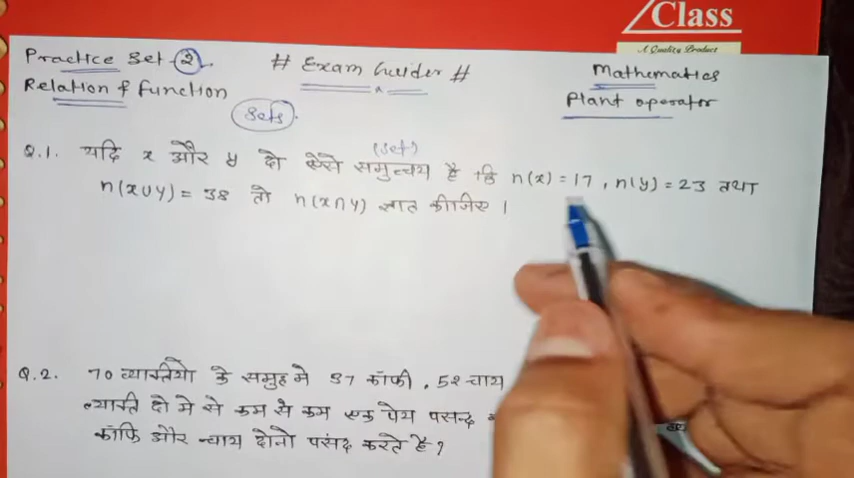 Class
A Quality Product
Practice Set - 2
# Exam Guider #
Mathematics
Relation & Function
Plant operator
Sets
(Set)
Q.1. यदि x और y दो ऐसे समुच्चय है कि n(x) = 17, n(y) = 23 तथा
n(x∪y) = 38 तो n(x∩y) ज्ञात कीजिए।
Q.2. 70 व्यक्तियो के समुह मे 37 कॉफी, 52 चाय
व्यक्ति दो मे से कम से कम एक पेय पसन्द
कॉफि और चाय दोनो पसंद करते है?